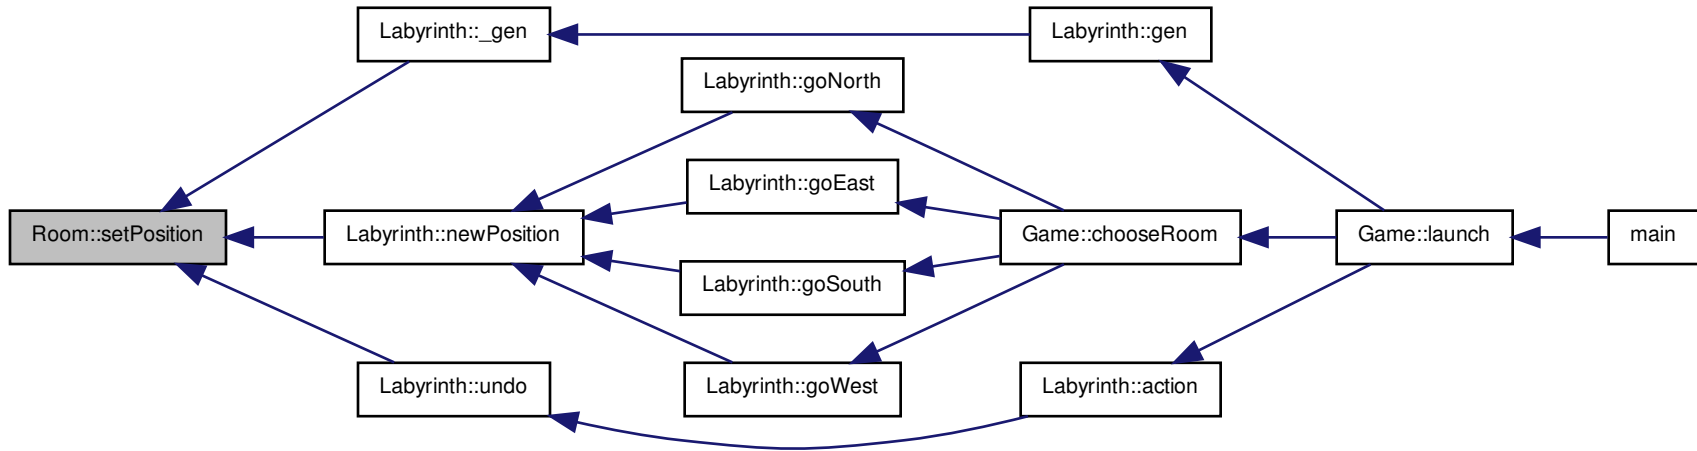 Labyrinth::_gen
Labyrinth::gen
Labyrinth::goNorth
Labyrinth::goEast
Room::setPosition
Labyrinth::newPosition
Game::chooseRoom
Game::launch
main
Labyrinth::goSouth
Labyrinth::undo
Labyrinth::goWest
Labyrinth::action